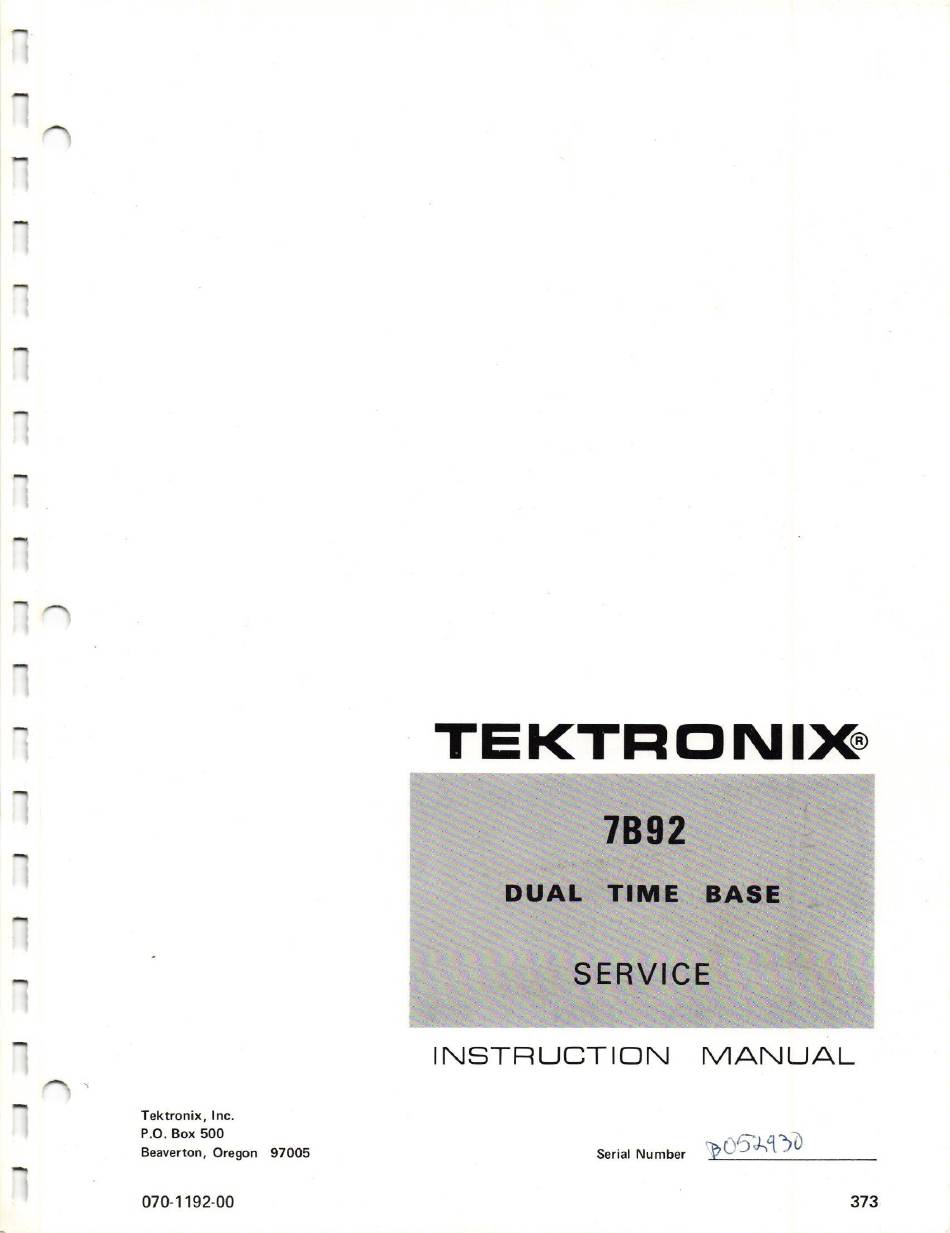 TEKTRONIX®
7B92
DUAL TIME BASE
SERVICE
INSTRUCTION MANUAL
Tektronix, Inc.
P.O. Box 500
Beaverton, Oregon 97005
Serial Number B052930
070-1192-00
373